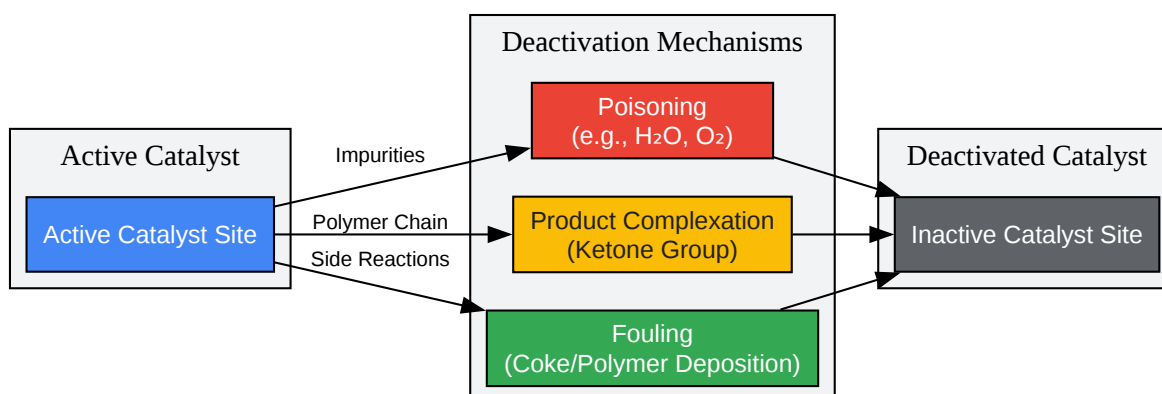 Active Catalyst
Active Catalyst Site
Impurities
Polymer Chain
Side Reactions
Deactivation Mechanisms
Poisoning
(e.g., H₂O, O₂)
Product Complexation
(Ketone Group)
Fouling
(Coke/Polymer Deposition)
Deactivated Catalyst
Inactive Catalyst Site